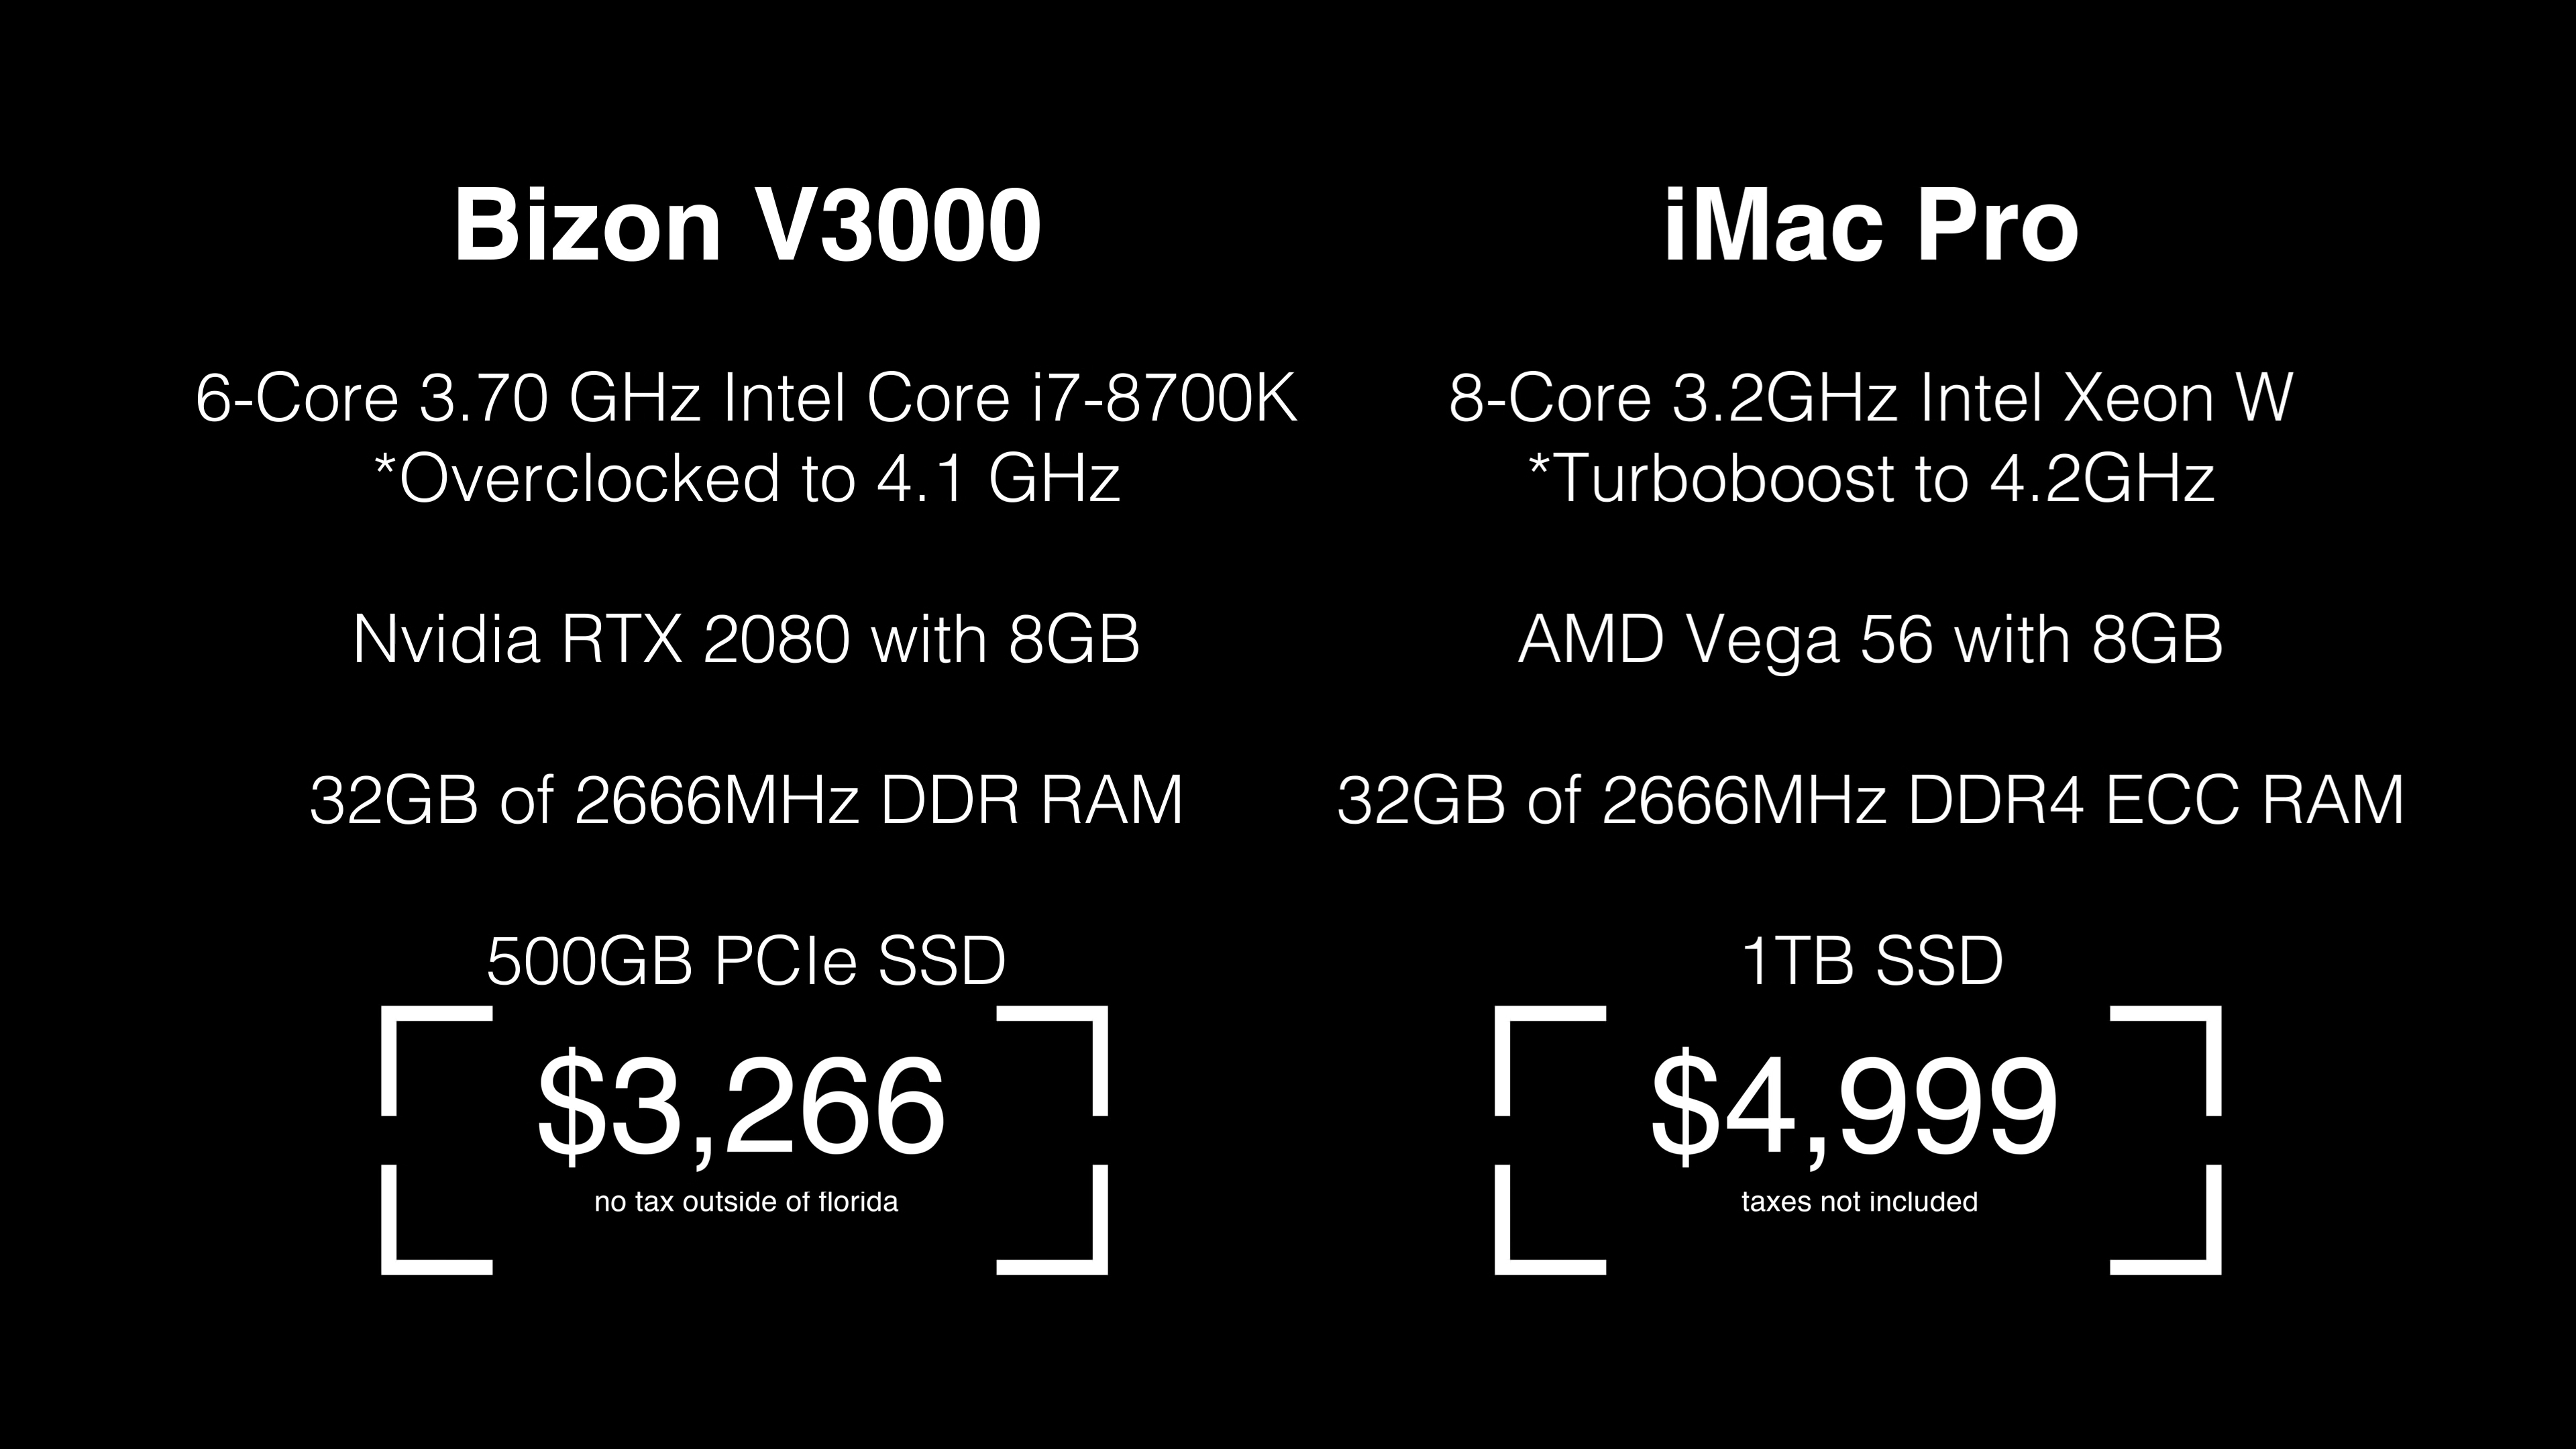 Bizon V3000
6-Core 3.70 GHz Intel Core i7-8700K
*Overclocked to 4.1 GHz
Nvidia RTX 2080 with 8GB
32GB of 2666MHz DDR RAM
500GB PCIe SSD
$3,266
no tax outside of florida
iMac Pro
8-Core 3.2GHz Intel Xeon W
*Turboboost to 4.2GHz
AMD Vega 56 with 8GB
32GB of 2666MHz DDR4 ECC RAM
1TB SSD
$4,999
taxes not included